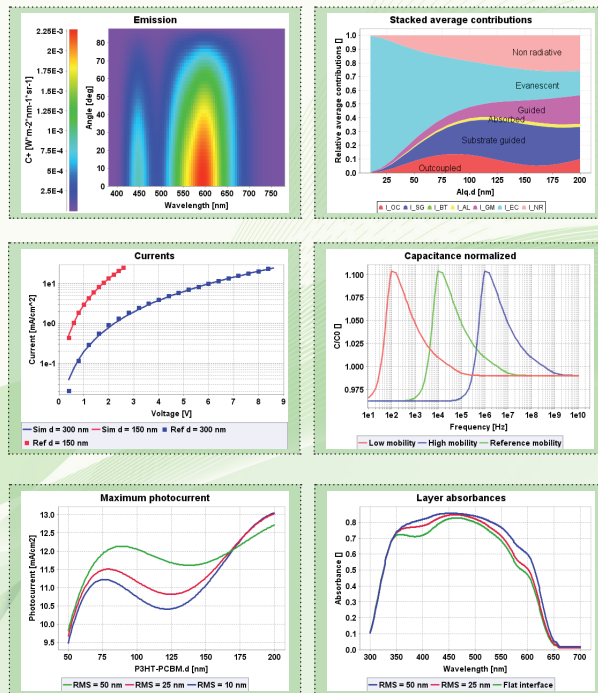 Emission
C+ [W* m-2*nm-1* sr-1]
2.25E-3
2E-3
1.75E-3
1.5E-3
1.25E-3
1E-3
7.5E-4
5E-4
2.5E-4
Angle [deg]
80
70
60
50
40
30
20
10
0
400 450 500 550 600 650 700 750
Wavelength [nm]
Stacked average contributions
Relative average contributions []
1.0
0.9
0.8
0.7
0.6
0.5
0.4
0.3
0.2
0.1
0.0
Non radiative
Evanescent
Guided
Absorbed
Substrate guided
Outcoupled
25 50 75 100 125 150 175 200
Alq.d [nm]
I_OC I_SG I_BT I_AL I_GM I_EC I_NR
Currents
Current [mA/cm^2]
1e1
1e0
1e-1
0 1 2 3 4 5 6 7 8 9
Voltage [V]
Sim d = 300 nm Sim d = 150 nm Ref d = 300 nm
Ref d = 150 nm
Capacitance normalized
C/C0 []
1.100
1.075
1.050
1.025
1.000
0.975
1e1 1e2 1e3 1e4 1e5 1e6 1e7 1e8 1e9 1e10
Frequency [Hz]
Low mobility High mobility Reference mobility
Maximum photocurrent
Photocurrent [mA/cm2]
13.0
12.5
12.0
11.5
11.0
10.5
10.0
9.5
50 75 100 125 150 175 200
P3HT-PCBM.d [nm]
RMS = 50 nm RMS = 25 nm RMS = 10 nm
Layer absorbances
Absorbance []
0.8
0.7
0.6
0.5
0.4
0.3
0.2
0.1
0.0
300 350 400 450 500 550 600 650 700
Wavelength [nm]
RMS = 50 nm RMS = 25 nm Flat interface